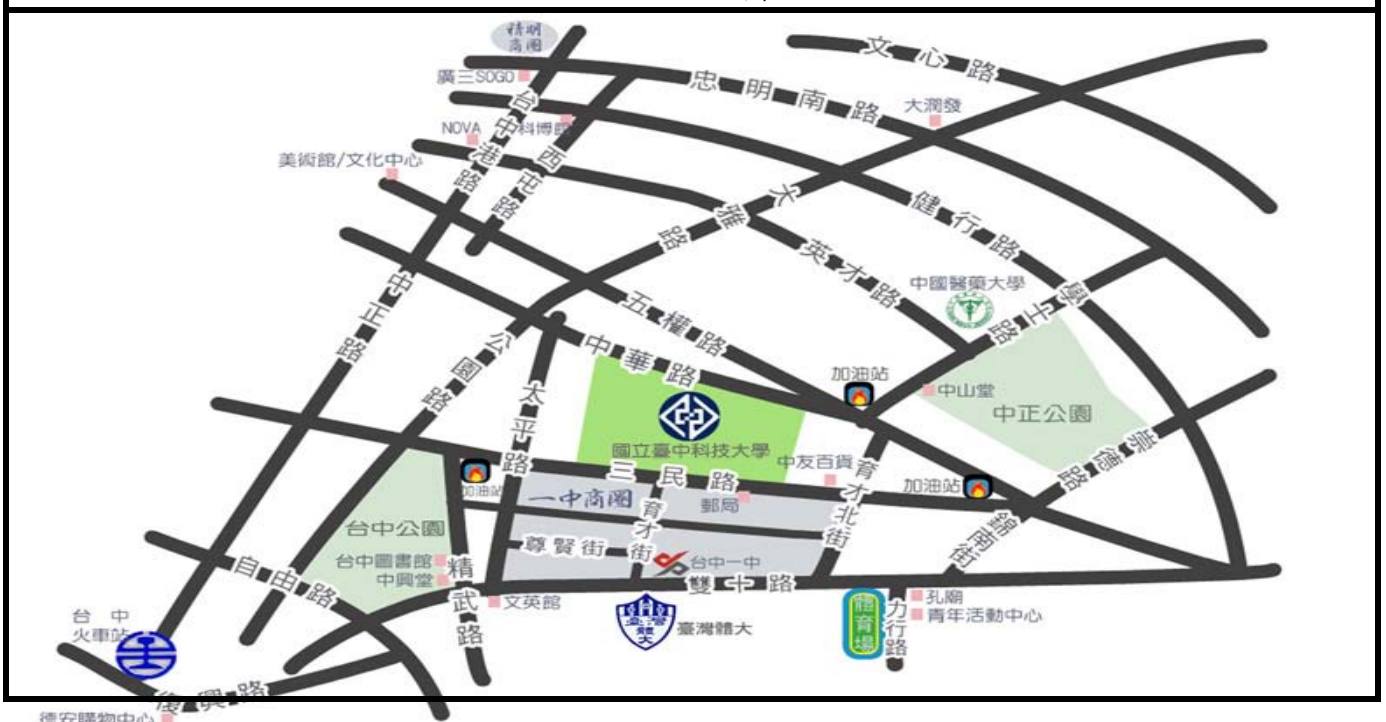 精明
商圈
廣三SOGO
文心路
忠明南路
大潤發
台中港路
NOVA
科博館
西屯路
美術館/文化中心
大雅路
健行路
英才路
中國醫藥大學
學士路
中正路
五權路
中華路
公園路
太平路
加油站
中山堂
中正公園
國立臺中科技大學
崇德路
三民路
中友百貨
育才北街
加油站
加油站
一中商圈
郵局
育才街
錦南街
台中公園
尊賢街
台中一中
台中圖書館
中興堂
精武路
雙十路
自由路
文英館
臺灣體大
臺灣體大
體育場
孔廟
青年活動中心
力行路
台中
火車站
復興路
德安購物中心